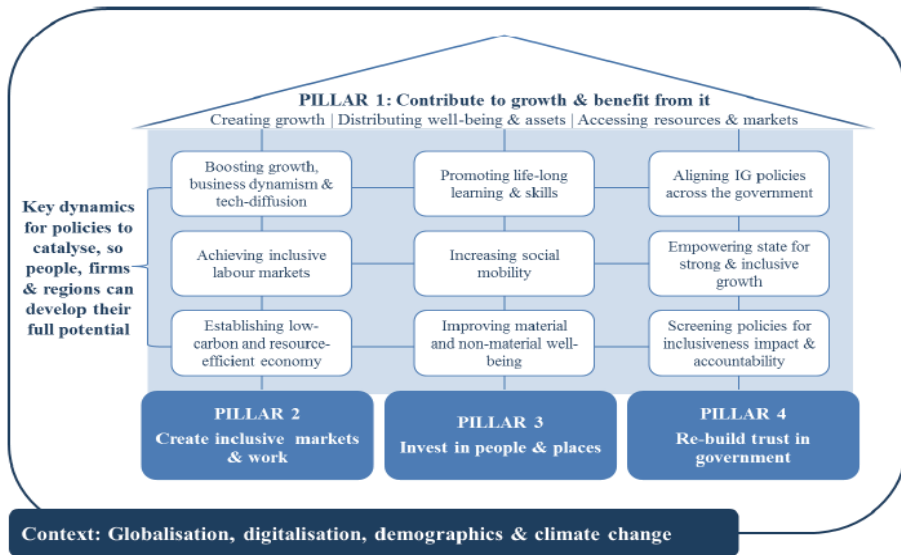 PILLAR 1: Contribute to growth & benefit from it
Creating growth | Distributing well-being & assets | Accessing resources & markets
Key dynamics
for policies to
catalyse, so
people, firms
& regions can
develop their
full potential
Boosting growth,
business dynamism &
tech-diffusion
Promoting life-long
learning & skills
Aligning IG policies
across the government
Achieving inclusive
labour markets
Increasing social
mobility
Empowering state for
strong & inclusive
growth
Establishing low-
carbon and resource-
efficient economy
Improving material
and non-material well-
being
Screening policies for
inclusiveness impact &
accountability
PILLAR 2
Create inclusive markets
& work
PILLAR 3
Invest in people & places
PILLAR 4
Re-build trust in
government
Context: Globalisation, digitalisation, demographics & climate change